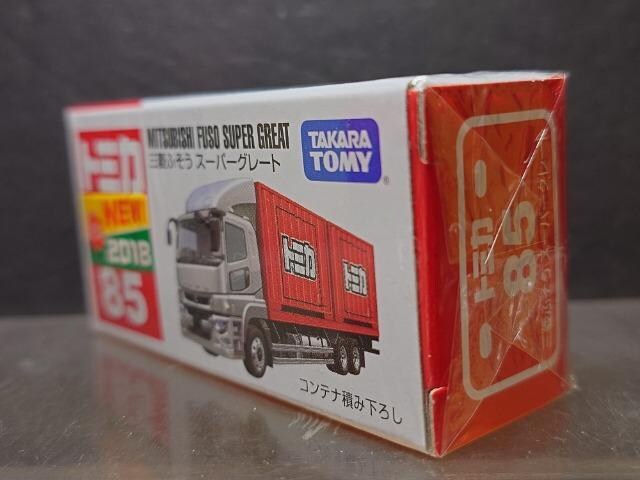 トミカ
NEW
2018
85
MITSUBISHI FUSO SUPER GREAT
三菱ふそう スーパーグレート
TAKARA
TOMY
®
トミカ
トミカ
コンテナ積み下ろし
トミカ
85